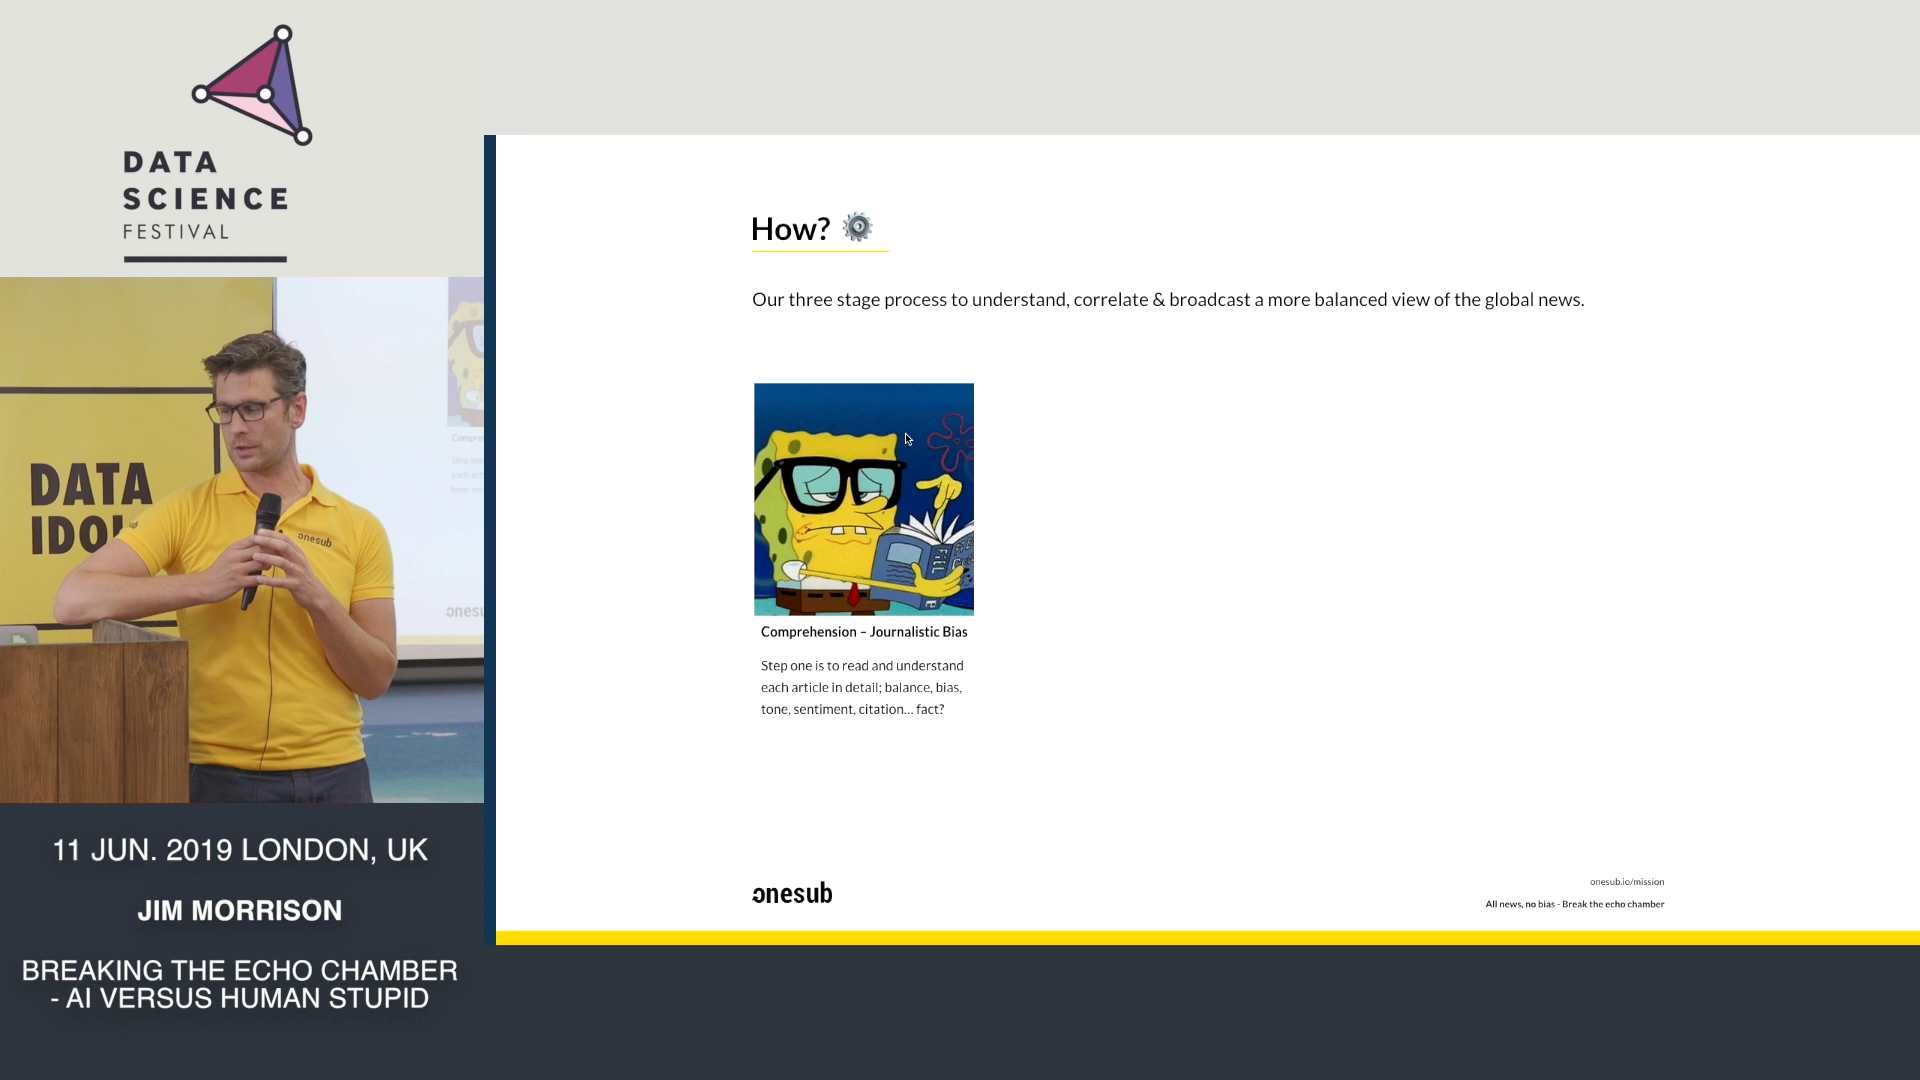 DATA
SCIENCE
FESTIVAL
DATA
IDOL
onesub
onesub
11 JUN. 2019 LONDON, UK
JIM MORRISON
BREAKING THE ECHO CHAMBER
- AI VERSUS HUMAN STUPID
How?
Our three stage process to understand, correlate & broadcast a more balanced view of the global news.
Comprehension – Journalistic Bias
Step one is to read and understand
each article in detail; balance, bias,
tone, sentiment, citation... fact?
onesub
onesub.io/mission
All news, no bias - Break the echo chamber